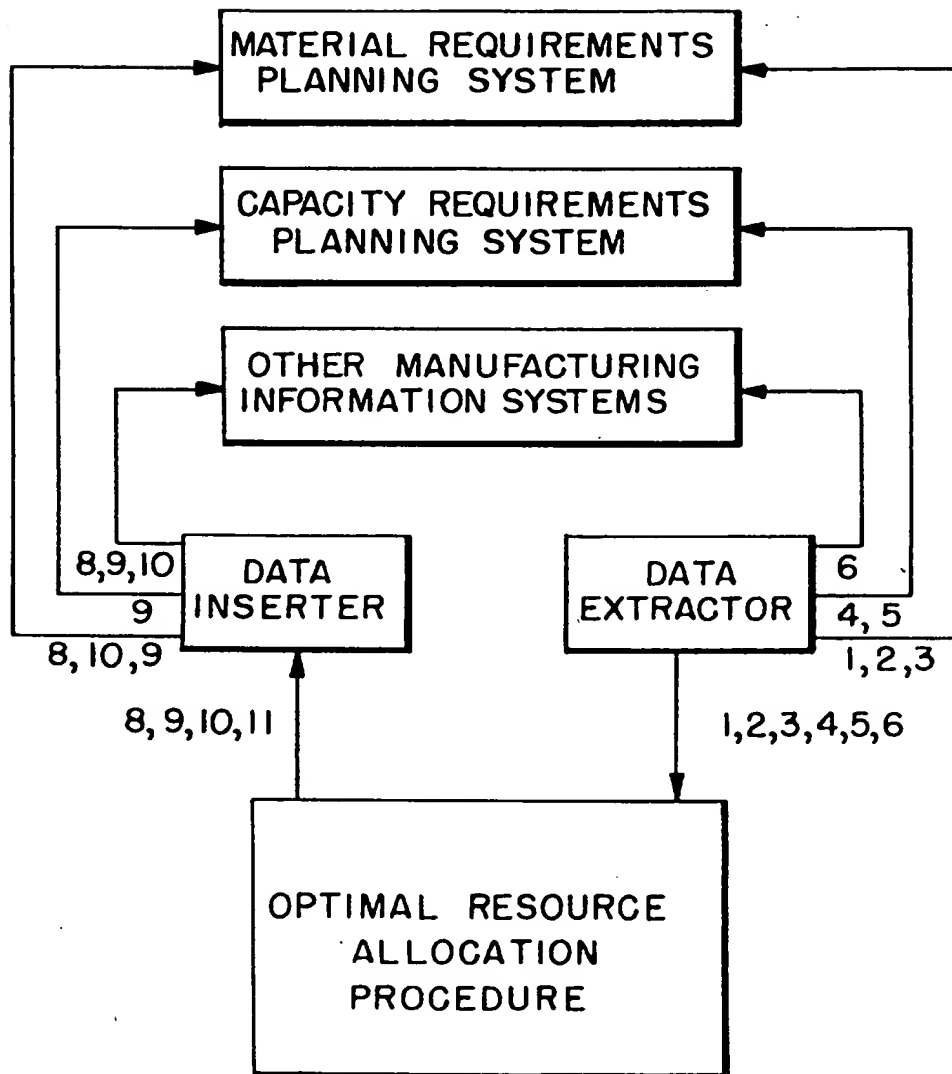 MATERIAL REQUIREMENTS
PLANNING SYSTEM
CAPACITY REQUIREMENTS
PLANNING SYSTEM
OTHER MANUFACTURING
INFORMATION SYSTEMS
8,9,10
9
8,10,9
DATA
INSERTER
DATA
EXTRACTOR
6
4, 5
1,2,3
8,9,10,11
1,2,3,4,5,6
OPTIMAL RESOURCE
ALLOCATION
PROCEDURE